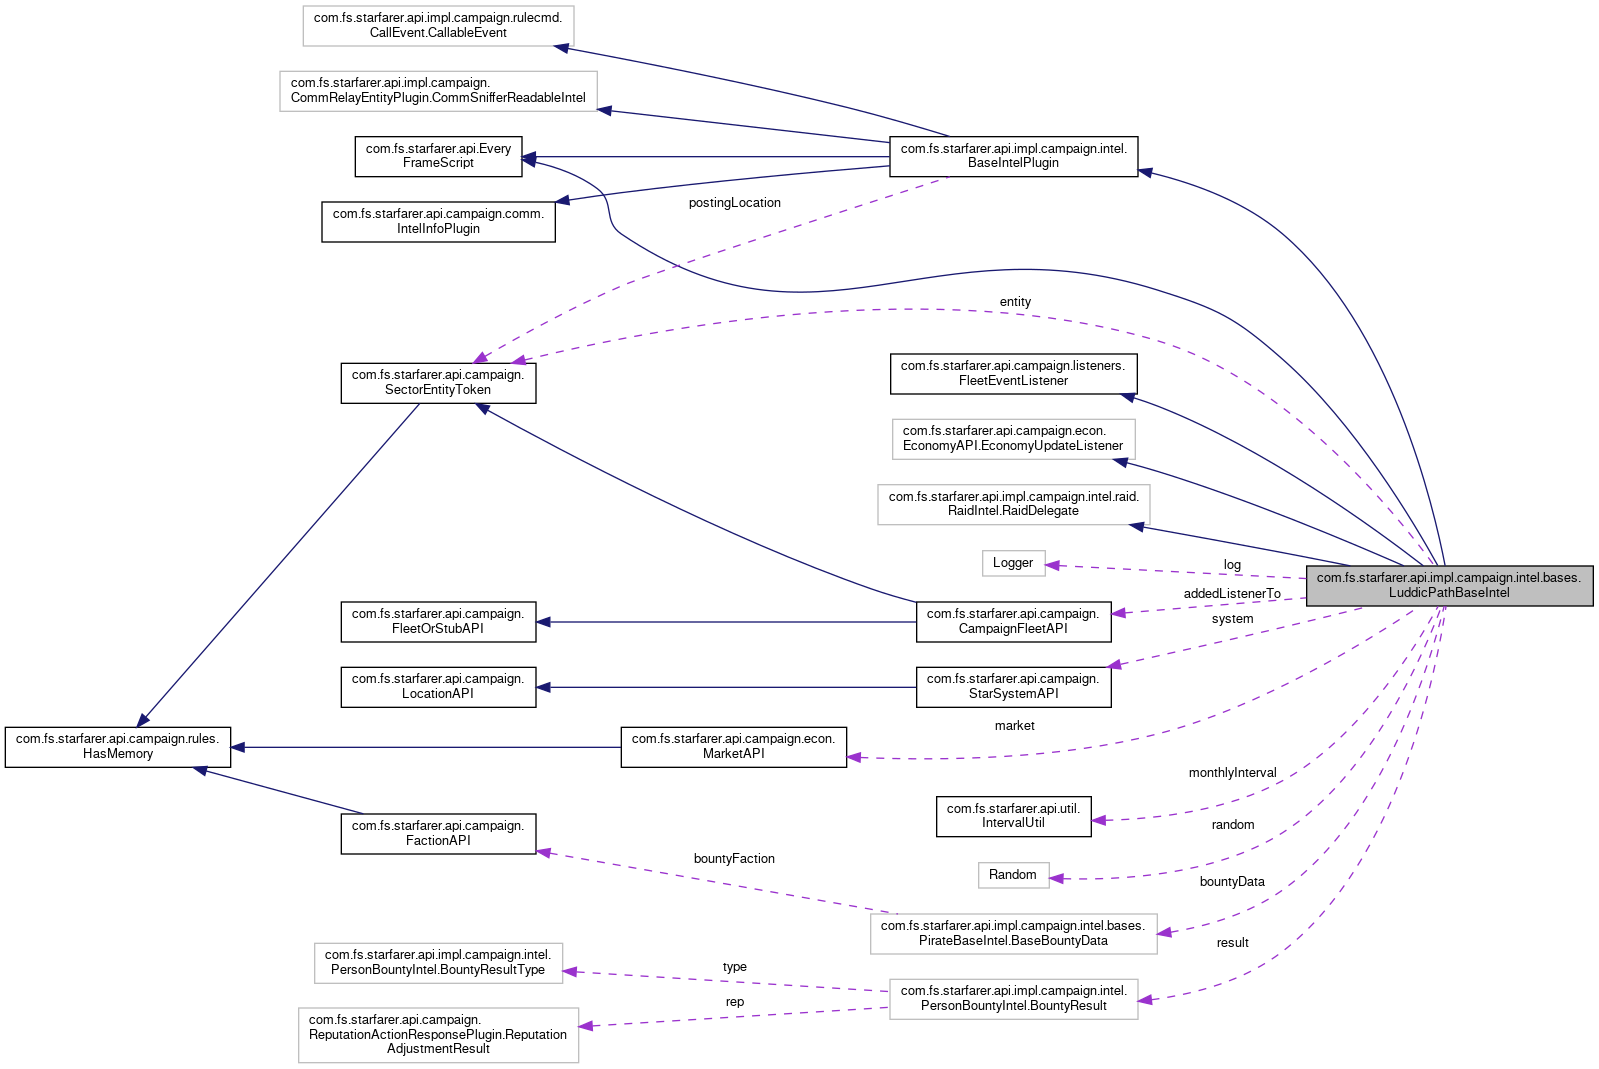 com.fs.starfarer.api.impl.campaign.rulecmd.
CallEvent.CallableEvent
com.fs.starfarer.api.impl.campaign.
CommRelayEntityPlugin.CommSnifferReadableIntel
com.fs.starfarer.api.Every
FrameScript
com.fs.starfarer.api.impl.campaign.intel.
BaseIntelPlugin
com.fs.starfarer.api.campaign.comm.
IntelInfoPlugin
postingLocation
entity
com.fs.starfarer.api.campaign.
SectorEntityToken
com.fs.starfarer.api.campaign.listeners.
FleetEventListener
com.fs.starfarer.api.campaign.econ.
EconomyAPI.EconomyUpdateListener
com.fs.starfarer.api.impl.campaign.intel.raid.
RaidIntel.RaidDelegate
Logger
log
com.fs.starfarer.api.impl.campaign.intel.bases.
LuddicPathBaseIntel
addedListenerTo
com.fs.starfarer.api.campaign.
FleetOrStubAPI
com.fs.starfarer.api.campaign.
CampaignFleetAPI
system
com.fs.starfarer.api.campaign.
LocationAPI
com.fs.starfarer.api.campaign.
StarSystemAPI
market
com.fs.starfarer.api.campaign.rules.
HasMemory
com.fs.starfarer.api.campaign.econ.
MarketAPI
monthlyInterval
com.fs.starfarer.api.util.
IntervalUtil
random
com.fs.starfarer.api.campaign.
FactionAPI
bountyFaction
Random
bountyData
com.fs.starfarer.api.impl.campaign.intel.bases.
PirateBaseIntel.BaseBountyData
result
com.fs.starfarer.api.impl.campaign.intel.
PersonBountyIntel.BountyResultType
type
com.fs.starfarer.api.impl.campaign.intel.
PersonBountyIntel.BountyResult
rep
com.fs.starfarer.api.campaign.
ReputationActionResponsePlugin.Reputation
AdjustmentResult